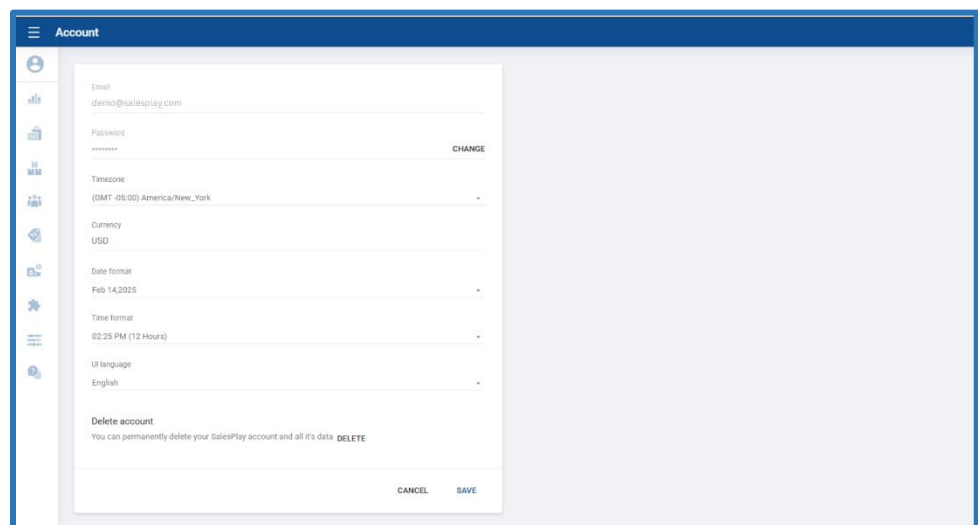 Account
Email
demo@salesplay.com
Password
********
CHANGE
Timezone
(GMT -05:00) America/New_York
Currency
USD
Date format
Feb 14,2025
Time format
02:25 PM (12 Hours)
UI language
English
Delete account
You can permanently delete your SalesPlay account and all it's data DELETE
CANCEL SAVE